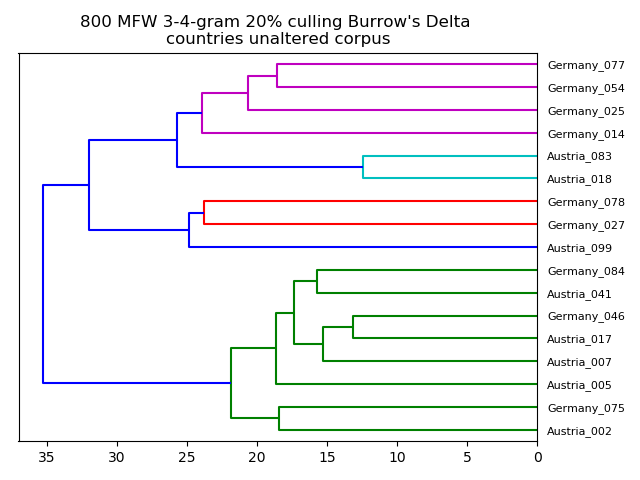 800 MFW 3-4-gram 20% culling Burrow's Delta
countries unaltered corpus
Germany_077
Germany_054
Germany_025
Germany_014
Austria_083
Austria_018
Germany_078
Germany_027
Austria_099
Germany_084
Austria_041
Germany_046
Austria_017
Austria_007
Austria_005
Germany_075
Austria_002
35 30 25 20 15 10 5 0